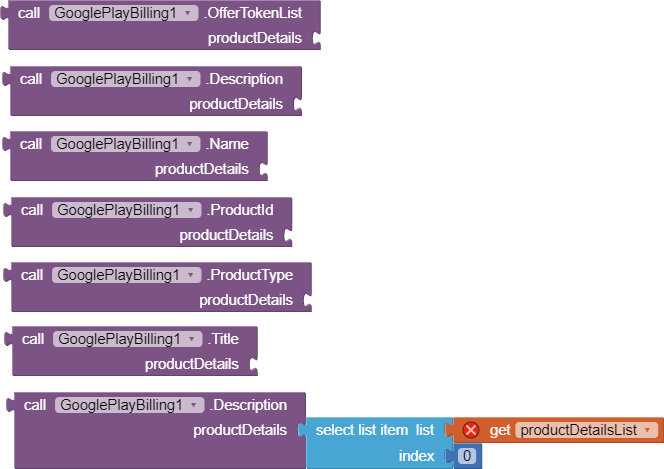 call GooglePlayBilling1 .OfferTokenList
productDetails
call GooglePlayBilling1 .Description
productDetails
call GooglePlayBilling1 .Name
productDetails
call GooglePlayBilling1 .ProductId
productDetails
call GooglePlayBilling1 .ProductType
productDetails
call GooglePlayBilling1 .Title
productDetails
call GooglePlayBilling1 .Description
productDetails select list item list get productDetailsList
index 0